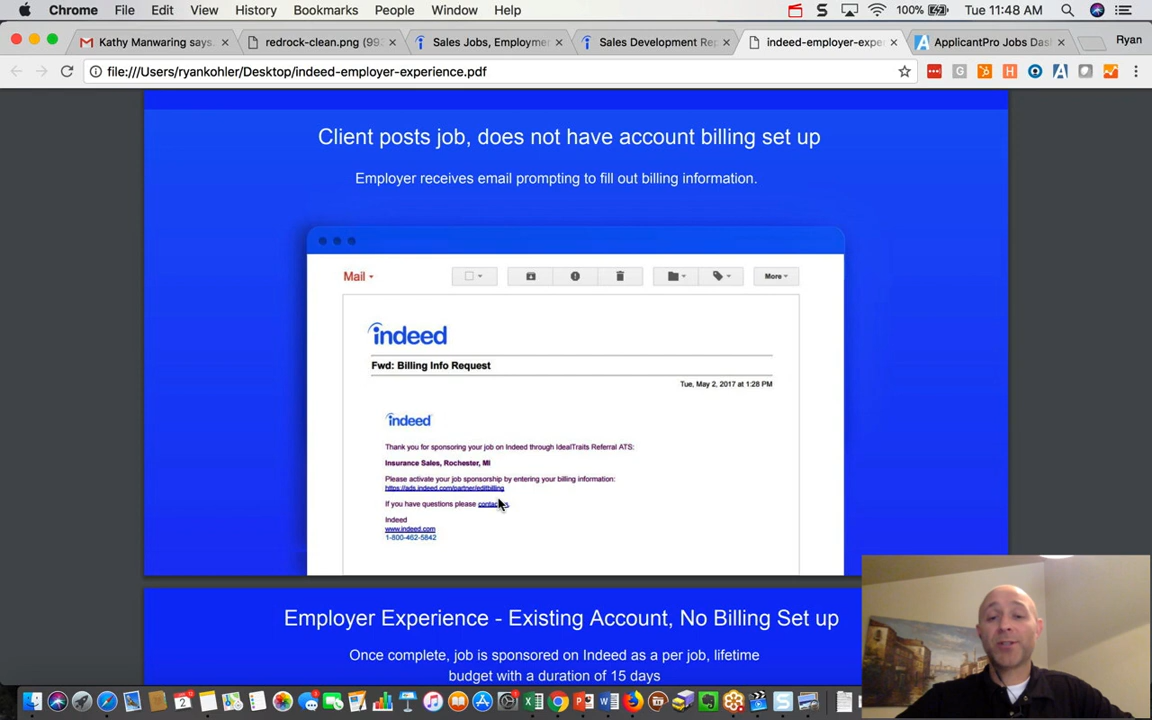 Chrome File Edit View History Bookmarks People Window Help
100% Tue 11:48 AM
Kathy Manwaring says
redrock-clean.png (99
Sales Jobs, Employme
Sales Development Re
indeed-employer-expe
ApplicantPro Jobs Das
Ryan
file:///Users/ryankohler/Desktop/indeed-employer-experience.pdf
Client posts job, does not have account billing set up
Employer receives email prompting to fill out billing information.
Mail
More
indeed
Fwd: Billing Info Request
Tue, May 2, 2017 at 1:28 PM
indeed
Thank you for sponsoring your job on Indeed through IdealTraits Referral ATS:
Insurance Sales, Rochester, MI
Please activate your job sponsorship by entering your billing information:
https://ads.indeed.com/partner/editbilling
If you have questions please
Indeed
www.indeed.com
1-800-462-5842
Employer Experience - Existing Account, No Billing Set up
Once complete, job is sponsored on Indeed as a per job, lifetime
budget with a duration of 15 days